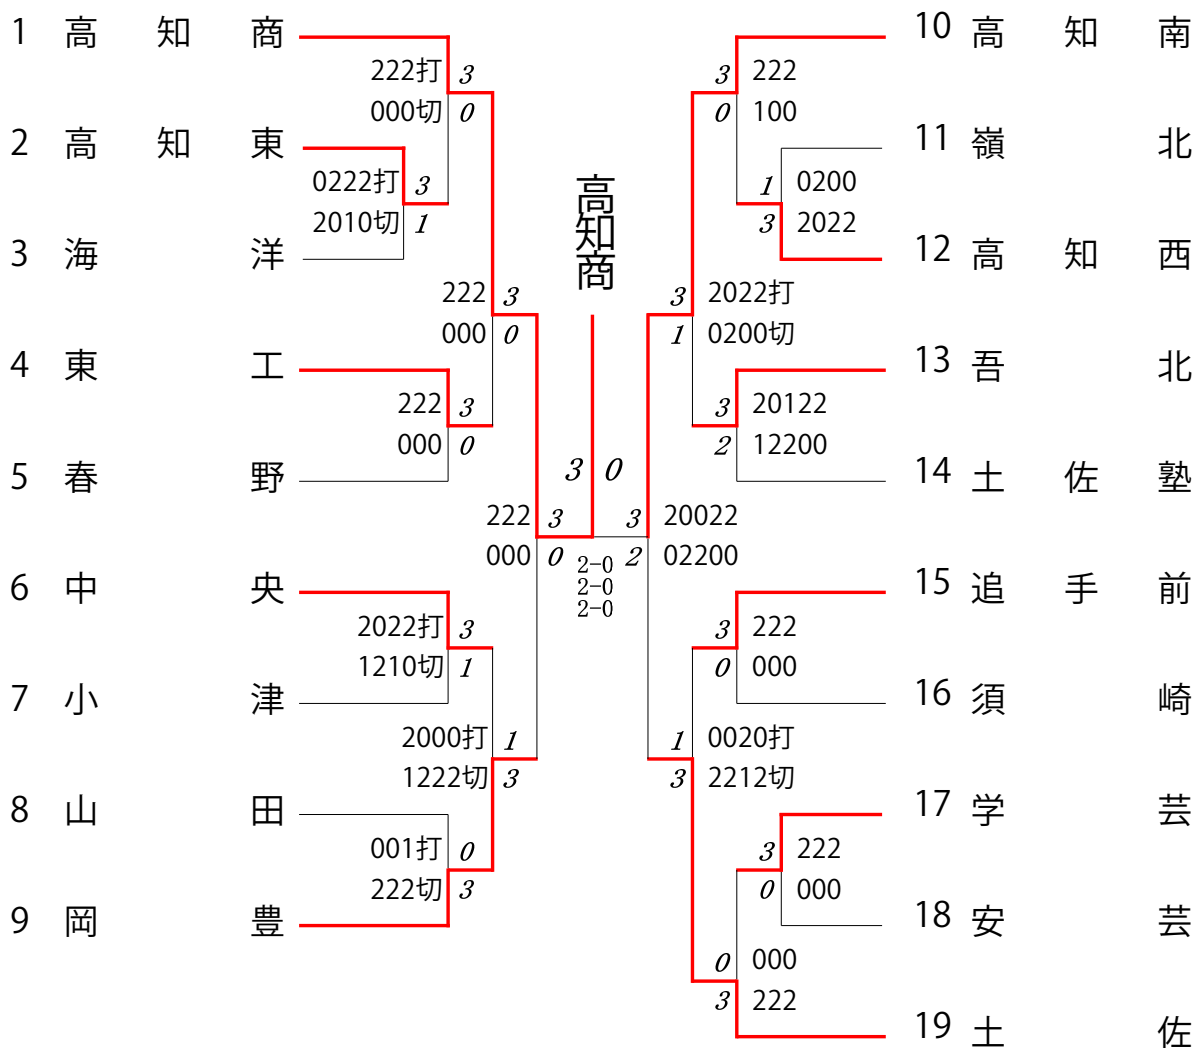 1 高知商
222打 3
000切 0
2 高知東
0222打 3
2010切 1
3 海洋
222 3
000 0
4 東工
222 3
000 0
5 春野
222 3
000 0
6 中央
2022打 3
1210切 1
7 小津
2000打 1
1222切 3
8 山田
001打 0
222切 3
9 岡豊
高知商
3 0
2-0
2-0
2-0
10 高知南
3 222
0 100
11 嶺北
1 0200
3 2022
12 高知西
3 2022打
1 0200切
13 吾北
3 20122
2 12200
14 土佐塾
3 20022
2 02200
15 追手前
3 222
0 000
16 須崎
1 0020打
3 2212切
17 学芸
3 222
0 000
18 安芸
0 000
3 222
19 土佐